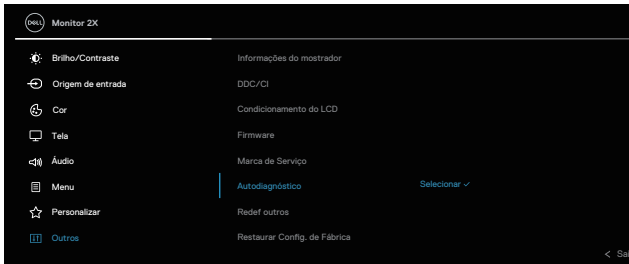 DELL Monitor 2X
Brilho/Contraste Informações do mostrador
Origem de entrada DDC/CI
Cor Condicionamento do LCD
Tela Firmware
Áudio Marca de Serviço
Menu Autodiagnóstico Selecionar ✓
Personalizar Redef outros
Outros Restaurar Config. de Fábrica